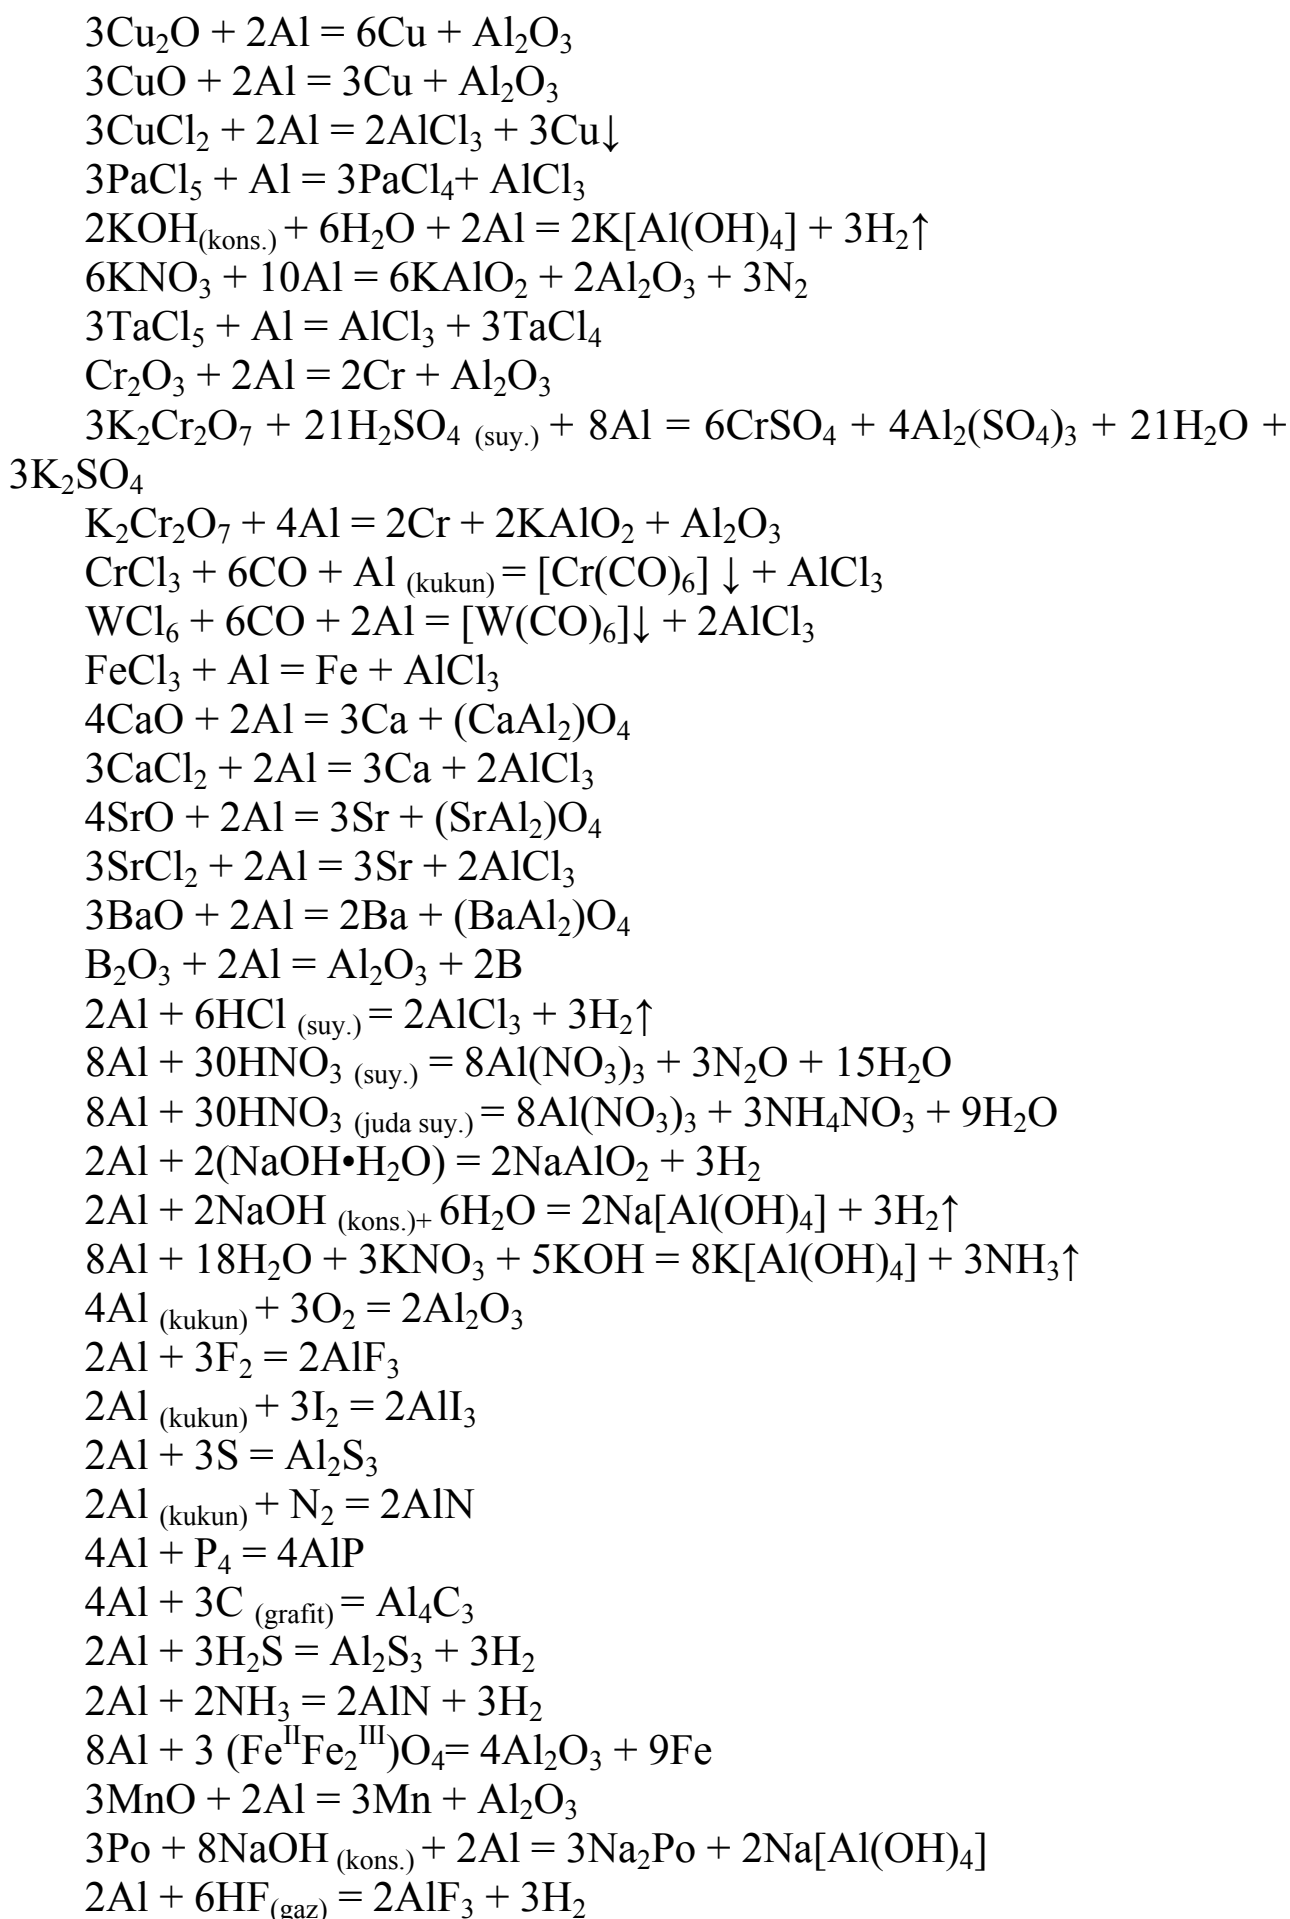 3Cu₂O + 2Al = 6Cu + Al₂O₃
3CuO + 2Al = 3Cu + Al₂O₃
3CuCl₂ + 2Al = 2AlCl₃ + 3Cu↓
3PaCl₅ + Al = 3PaCl₄+ AlCl₃
2KOH(kons.) + 6H₂O + 2Al = 2K[Al(OH)₄] + 3H₂↑
6KNO₃ + 10Al = 6KAlO₂ + 2Al₂O₃ + 3N₂
3TaCl₅ + Al = AlCl₃ + 3TaCl₄
Cr₂O₃ + 2Al = 2Cr + Al₂O₃
3K₂Cr₂O₇ + 21H₂SO₄ (suy.) + 8Al = 6CrSO₄ + 4Al₂(SO₄)₃ + 21H₂O +
3K₂SO₄
K₂Cr₂O₇ + 4Al = 2Cr + 2KAlO₂ + Al₂O₃
CrCl₃ + 6CO + Al (kukun) = [Cr(CO)₆] ↓ + AlCl₃
WCl₆ + 6CO + 2Al = [W(CO)₆]↓ + 2AlCl₃
FeCl₃ + Al = Fe + AlCl₃
4CaO + 2Al = 3Ca + (CaAl₂)O₄
3CaCl₂ + 2Al = 3Ca + 2AlCl₃
4SrO + 2Al = 3Sr + (SrAl₂)O₄
3SrCl₂ + 2Al = 3Sr + 2AlCl₃
3BaO + 2Al = 2Ba + (BaAl₂)O₄
B₂O₃ + 2Al = Al₂O₃ + 2B
2Al + 6HCl (suy.) = 2AlCl₃ + 3H₂↑
8Al + 30HNO₃ (suy.) = 8Al(NO₃)₃ + 3N₂O + 15H₂O
8Al + 30HNO₃ (juda suy.) = 8Al(NO₃)₃ + 3NH₄NO₃ + 9H₂O
2Al + 2(NaOH•H₂O) = 2NaAlO₂ + 3H₂
2Al + 2NaOH (kons.)+ 6H₂O = 2Na[Al(OH)₄] + 3H₂↑
8Al + 18H₂O + 3KNO₃ + 5KOH = 8K[Al(OH)₄] + 3NH₃↑
4Al (kukun) + 3O₂ = 2Al₂O₃
2Al + 3F₂ = 2AlF₃
2Al (kukun) + 3I₂ = 2AlI₃
2Al + 3S = Al₂S₃
2Al (kukun) + N₂ = 2AlN
4Al + P₄ = 4AlP
4Al + 3C (grafit) = Al₄C₃
2Al + 3H₂S = Al₂S₃ + 3H₂
2Al + 2NH₃ = 2AlN + 3H₂
8Al + 3 (FeᴵᴵFe₂ᴵᴵᴵ)O₄= 4Al₂O₃ + 9Fe
3MnO + 2Al = 3Mn + Al₂O₃
3Po + 8NaOH (kons.) + 2Al = 3Na₂Po + 2Na[Al(OH)₄]
2Al + 6HF(gaz) = 2AlF₃ + 3H₂